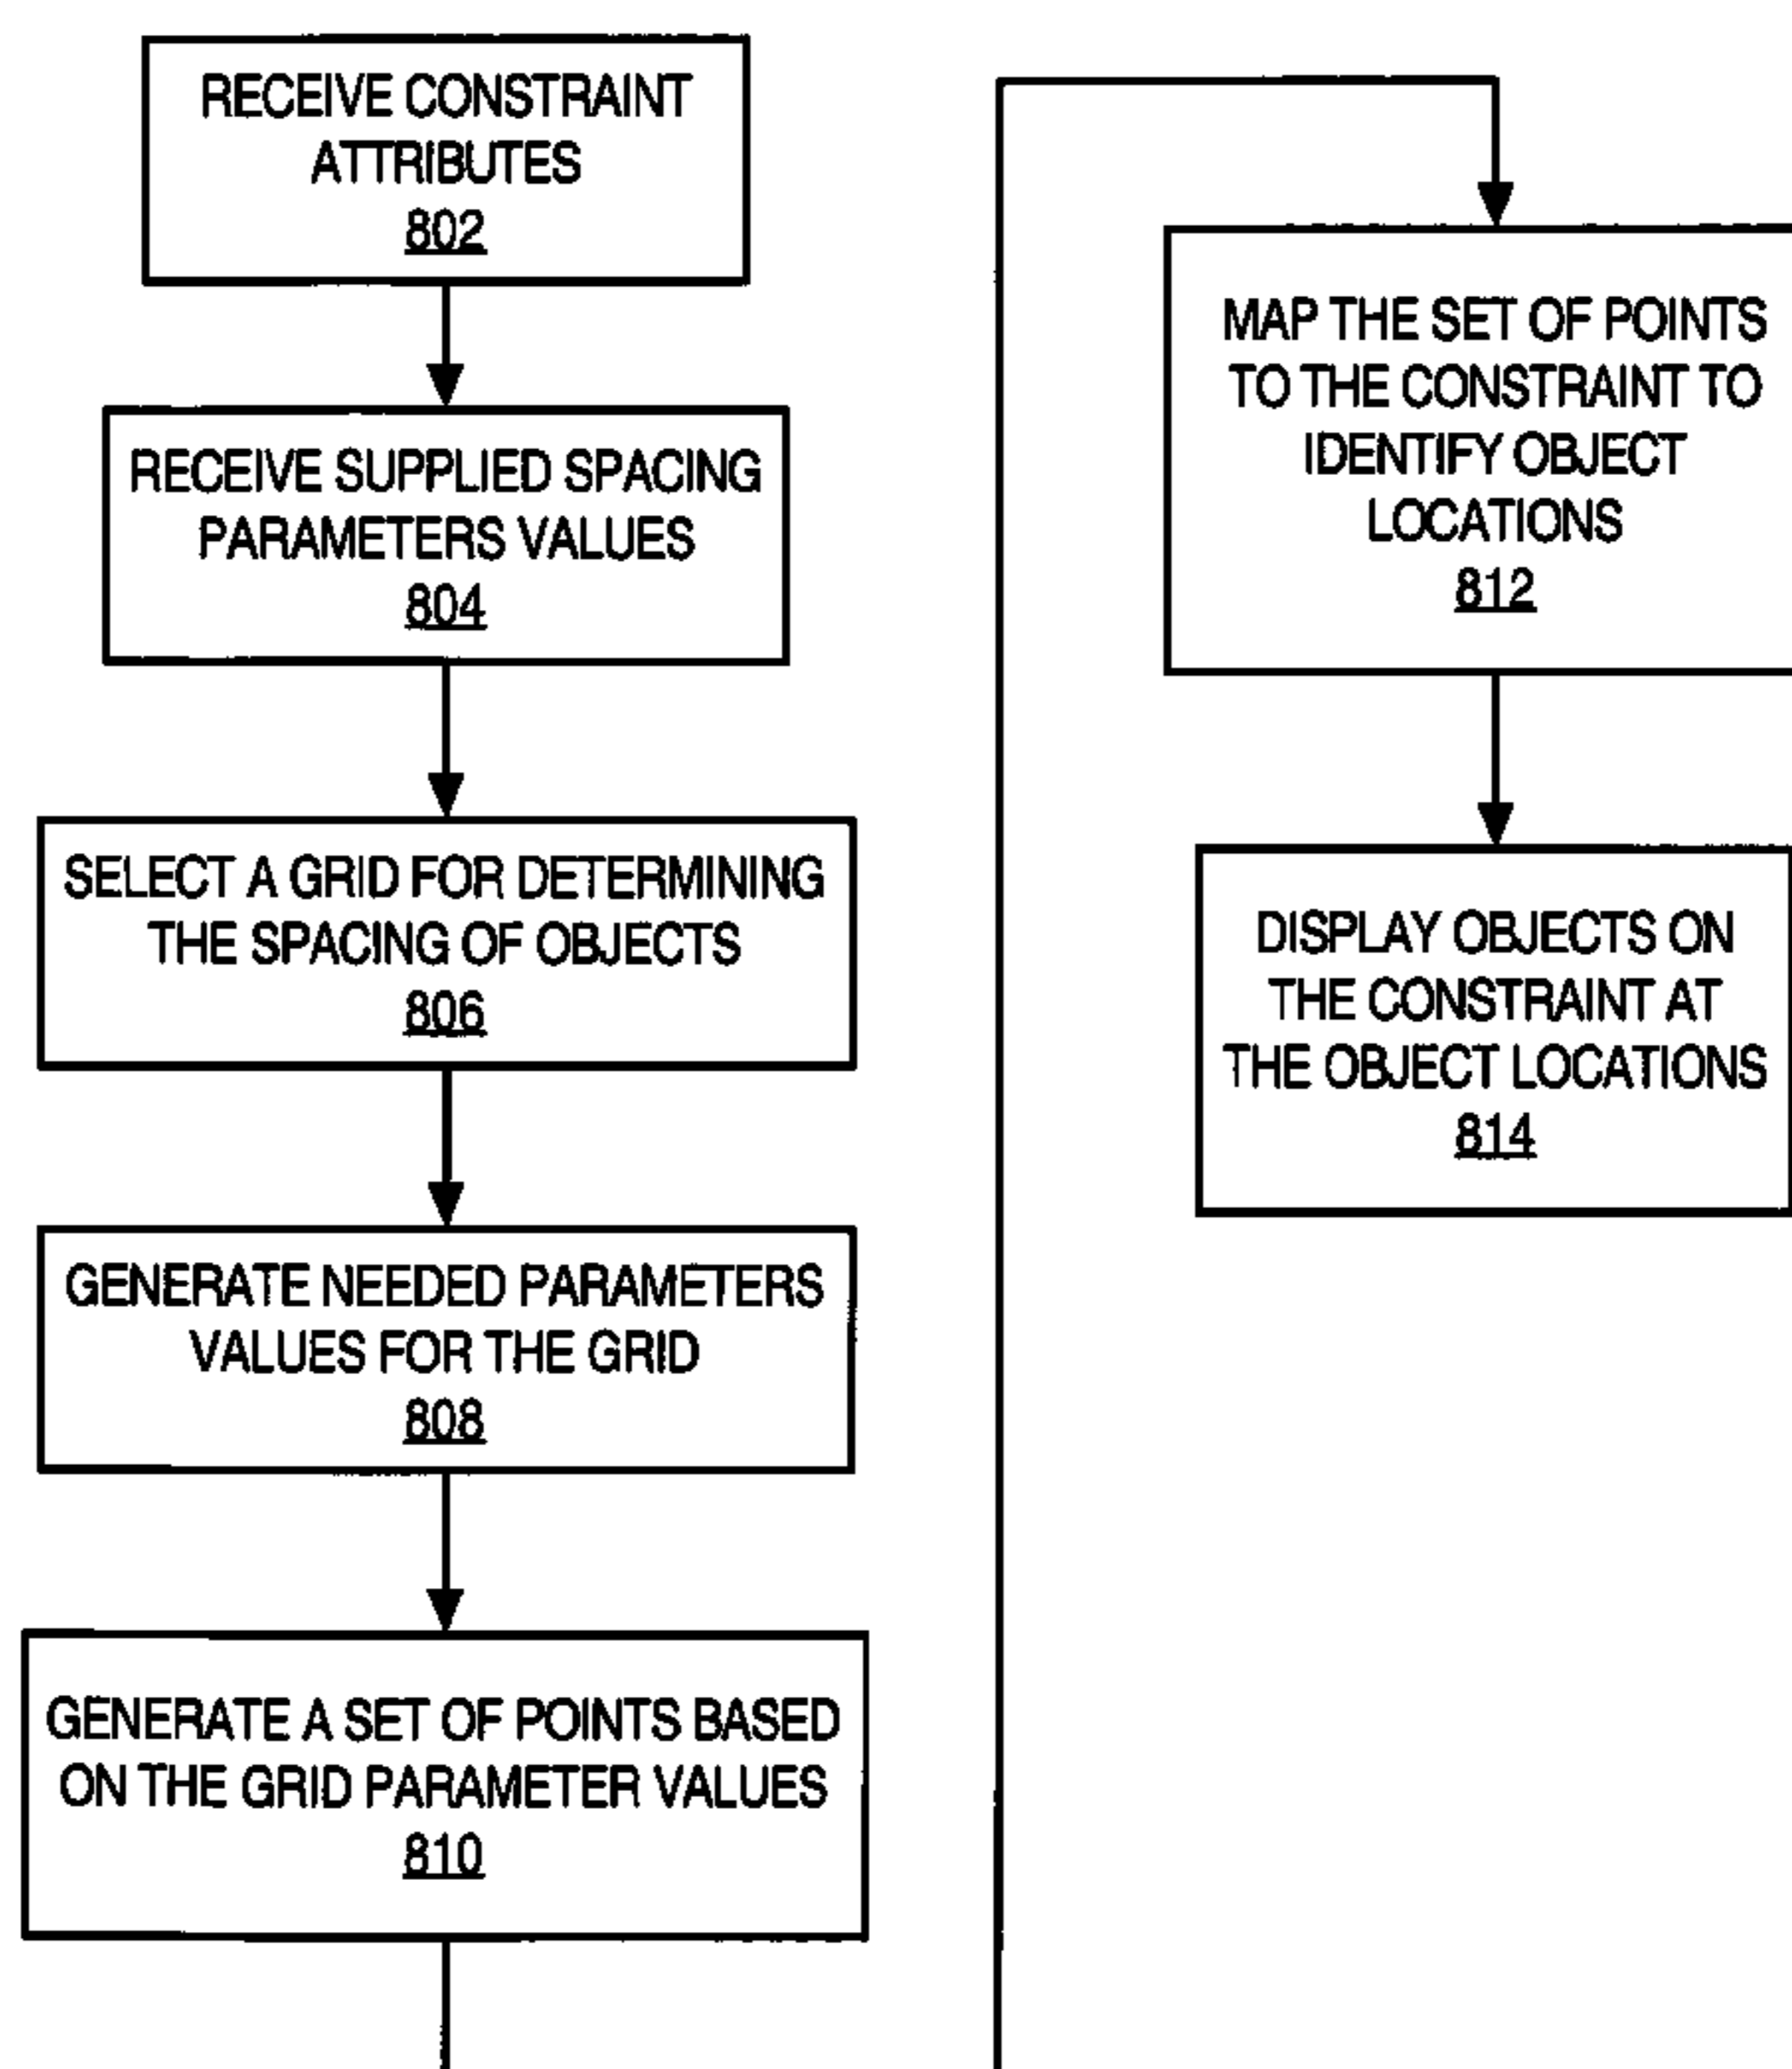 RECEIVE CONSTRAINT
ATTRIBUTES
802
RECEIVE SUPPLIED SPACING
PARAMETERS VALUES
804
SELECT A GRID FOR DETERMINING
THE SPACING OF OBJECTS
806
GENERATE NEEDED PARAMETERS
VALUES FOR THE GRID
808
GENERATE A SET OF POINTS BASED
ON THE GRID PARAMETER VALUES
810
MAP THE SET OF POINTS
TO THE CONSTRAINT TO
IDENTIFY OBJECT
LOCATIONS
812
DISPLAY OBJECTS ON
THE CONSTRAINT AT
THE OBJECT LOCATIONS
814